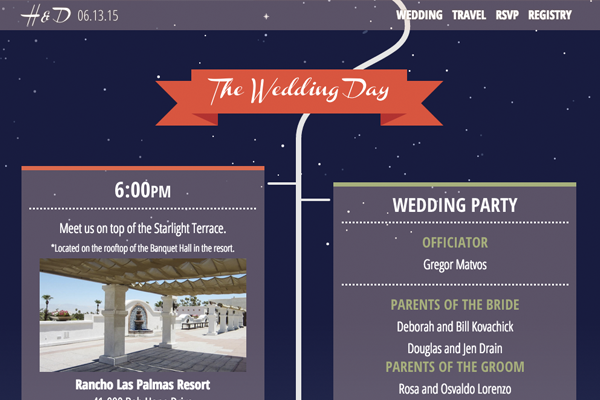 H&D 06.13.15
WEDDING TRAVEL RSVP REGISTRY
The Wedding Day
6:00PM
Meet us on top of the Starlight Terrace.
*Located on the rooftop of the Banquet Hall in the resort.
Rancho Las Palmas Resort
WEDDING PARTY
OFFICIATOR
Gregor Matvos
PARENTS OF THE BRIDE
Deborah and Bill Kovachick
Douglas and Jen Drain
PARENTS OF THE GROOM
Rosa and Osvaldo Lorenzo